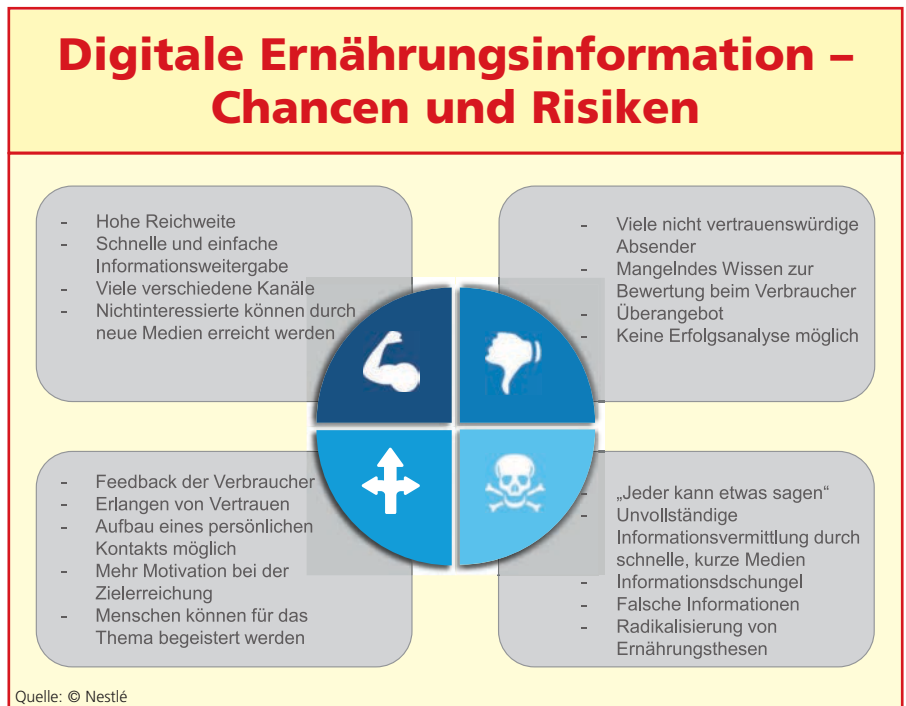 Digitale Ernährungsinformation –
Chancen und Risiken
- Hohe Reichweite
- Schnelle und einfache
Informationsweitergabe
- Viele verschiedene Kanäle
- Nichtinteressierte können durch
neue Medien erreicht werden
- Viele nicht vertrauenswürdige
Absender
- Mangelndes Wissen zur
Bewertung beim Verbraucher
- Überangebot
- Keine Erfolgsanalyse möglich
- Feedback der Verbraucher
- Erlangen von Vertrauen
- Aufbau eines persönlichen
Kontakts möglich
- Mehr Motivation bei der
Zielerreichung
- Menschen können für das
Thema begeistert werden
- „Jeder kann etwas sagen“
- Unvollständige
Informationsvermittlung durch
schnelle, kurze Medien
- Informationsdschungel
- Falsche Informationen
- Radikalisierung von
Ernährungsthesen
Quelle: © Nestlé